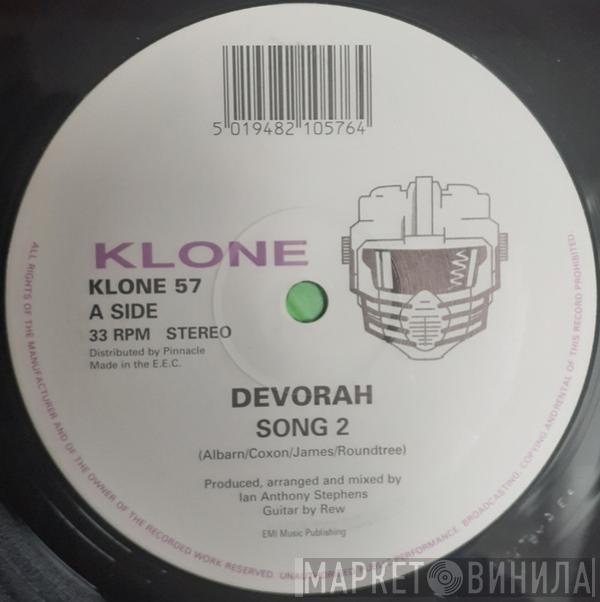 5 019482 105764
KLONE
KLONE 57
A SIDE
33 RPM STEREO
Distributed by Pinnacle
Made in the E.E.C.
DEVORAH
SONG 2
(Albarn/Coxon/James/Roundtree)
Produced, arranged and mixed by
Ian Anthony Stephens
Guitar by Rew
EMI Music Publishing
ALL RIGHTS OF THE MANUFACTURER AND OF THE OWNER OF THE RECORDED WORK RESERVED. UNAUTHORISED PUBLIC PERFORMANCE, BROADCASTING, COPYING AND RENTAL OF THIS RECORD PROHIBITED.
МАРКЕТ ВИНИЛА